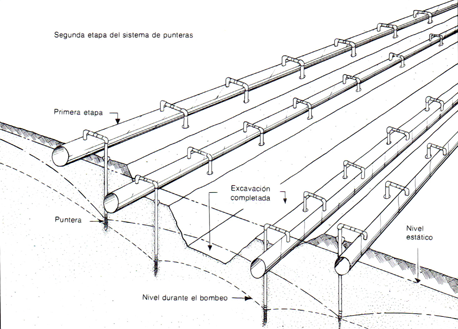 Segunda etapa del sistema de punteras
Primera etapa
Excavación
completada
Puntera
Nivel
estático
Nivel durante el bombeo